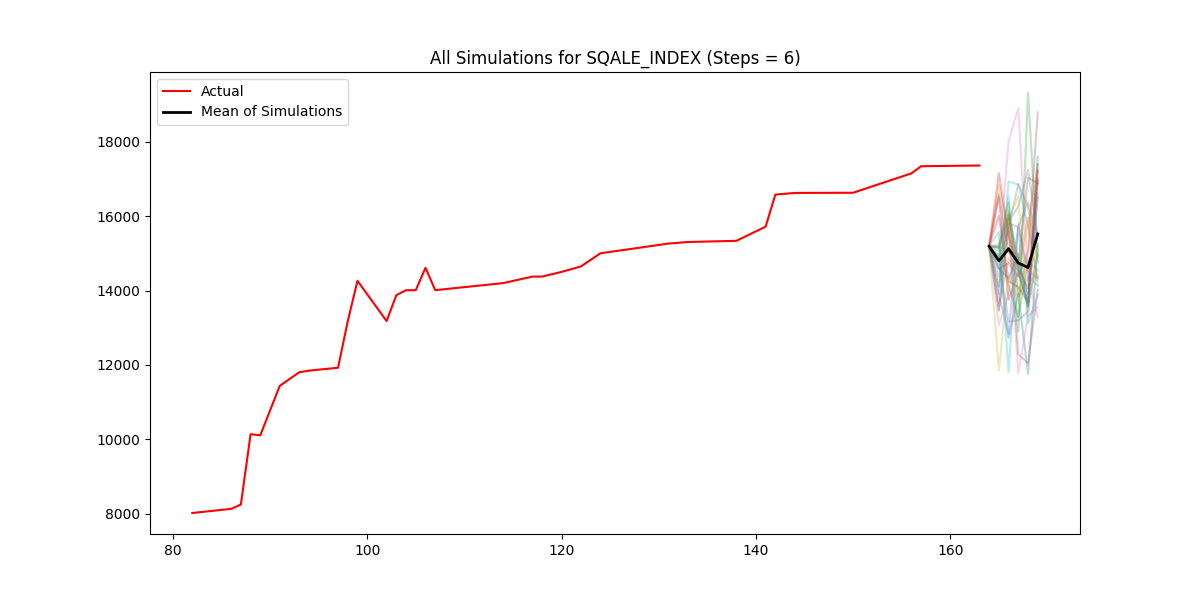 All Simulations for SQALE_INDEX (Steps = 6)
Actual
Mean of Simulations
18000
16000
14000
12000
10000
8000
80 100 120 140 160